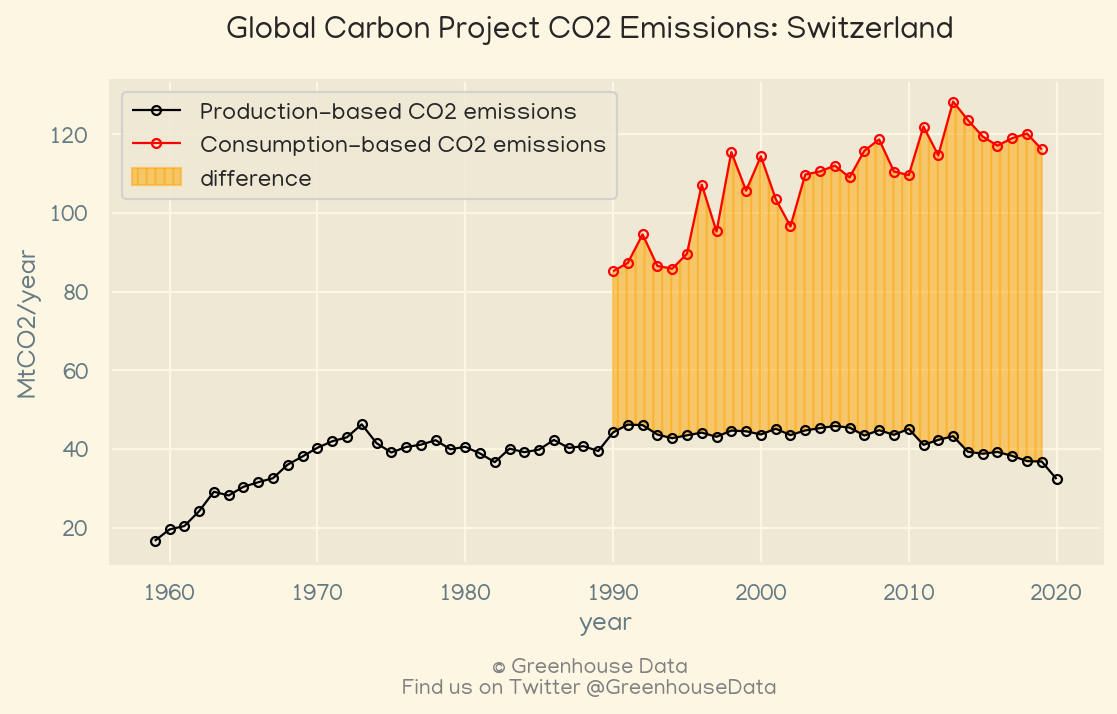 Global Carbon Project CO2 Emissions: Switzerland
Production-based CO2 emissions
Consumption-based CO2 emissions
difference
MtCO2/year
120
100
80
60
40
20
1960 1970 1980 1990 2000 2010 2020
year
© Greenhouse Data
Find us on Twitter @GreenhouseData